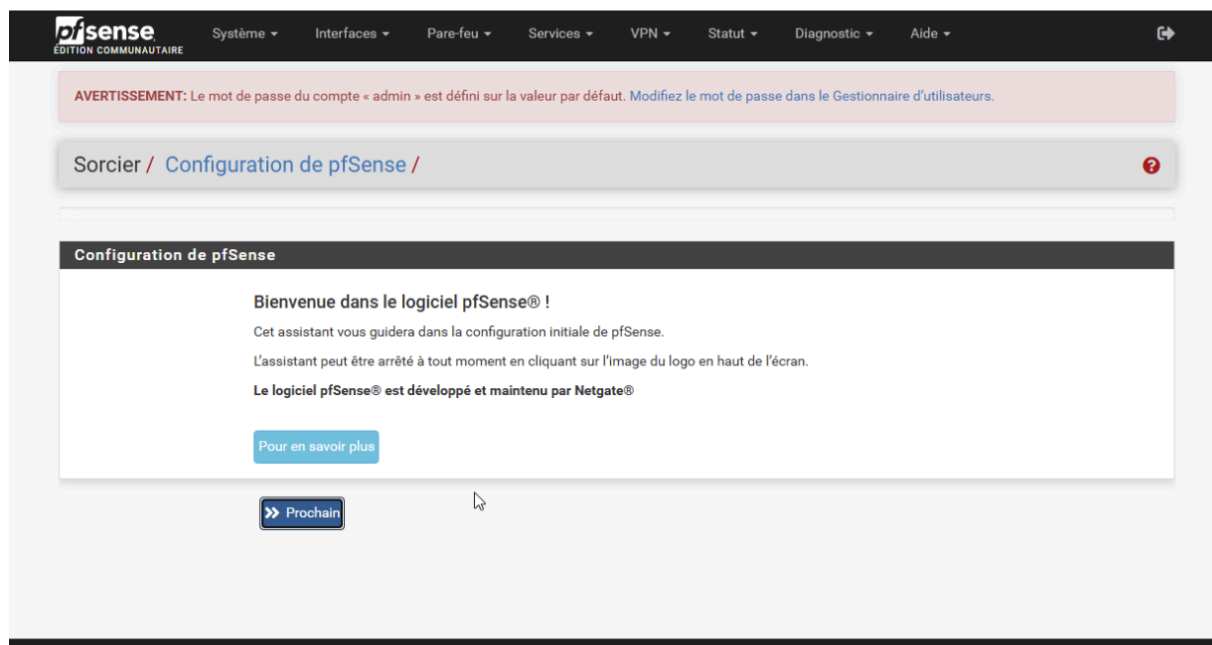 pfsense
ÉDITION COMMUNAUTAIRE
Système Interfaces Pare-feu Services VPN Statut Diagnostic Aide
AVERTISSEMENT: Le mot de passe du compte « admin » est défini sur la valeur par défaut. Modifiez le mot de passe dans le Gestionnaire d’utilisateurs.
Sorcier / Configuration de pfSense /
Step
Configuration de pfSense
Bienvenue dans le logiciel pfSense® !
Cet assistant vous guidera dans la configuration initiale de pfSense.
L’assistant peut être arrêté à tout moment en cliquant sur l’image du logo en haut de l’écran.
Le logiciel pfSense® est développé et maintenu par Netgate®
Pour en savoir plus
Prochain